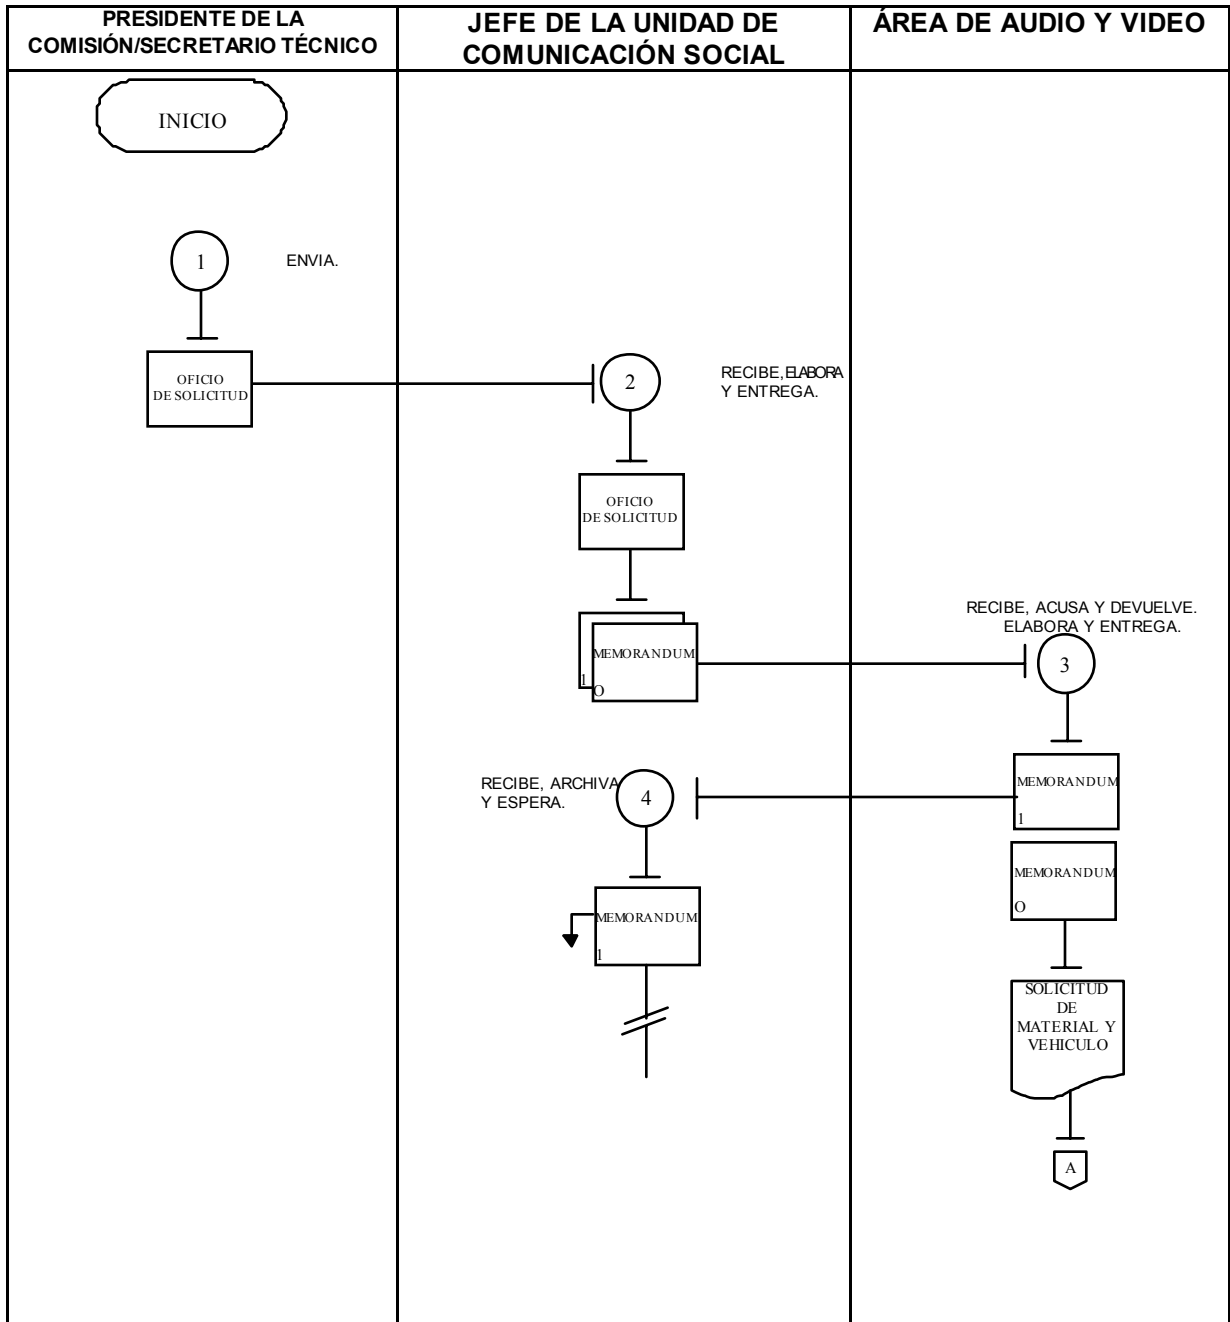 PRESIDENTE DE LA
COMISIÓN/SECRETARIO TÉCNICO
JEFE DE LA UNIDAD DE
COMUNICACIÓN SOCIAL
ÁREA DE AUDIO Y VIDEO
INICIO
1
ENVIA.
OFICIO
DE SOLICITUD
2
RECIBE, ELABORA
Y ENTREGA.
OFICIO
DE SOLICITUD
MEMORANDUM
1
O
RECIBE, ACUSA Y DEVUELVE.
ELABORA Y ENTREGA.
3
MEMORANDUM
1
RECIBE, ARCHIVA
Y ESPERA.
4
MEMORANDUM
1
MEMORANDUM
O
SOLICITUD
DE
MATERIAL Y
VEHICULO
A